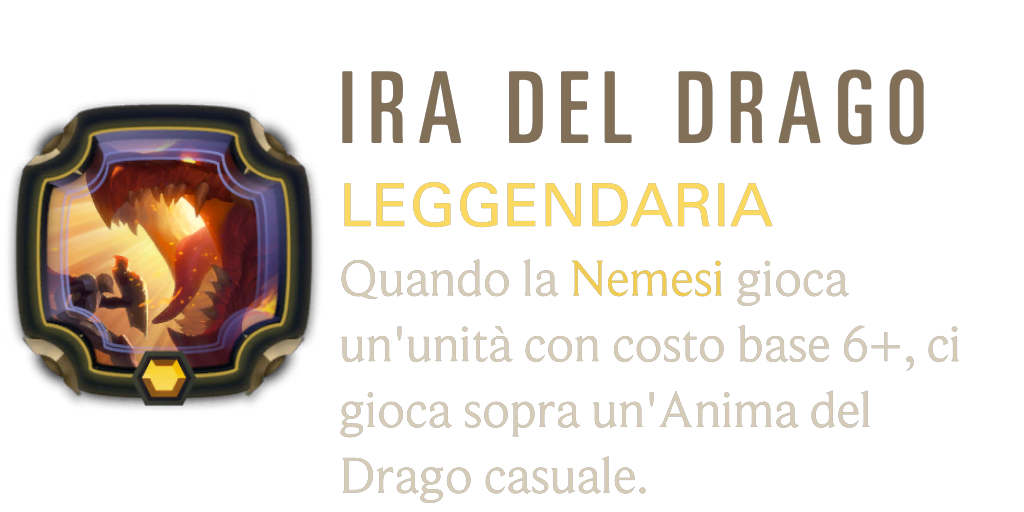 IRA DEL DRAGO
LEGGENDARIA
Quando la Nemesi gioca
un'unità con costo base 6+, ci
gioca sopra un'Anima del
Drago casuale.